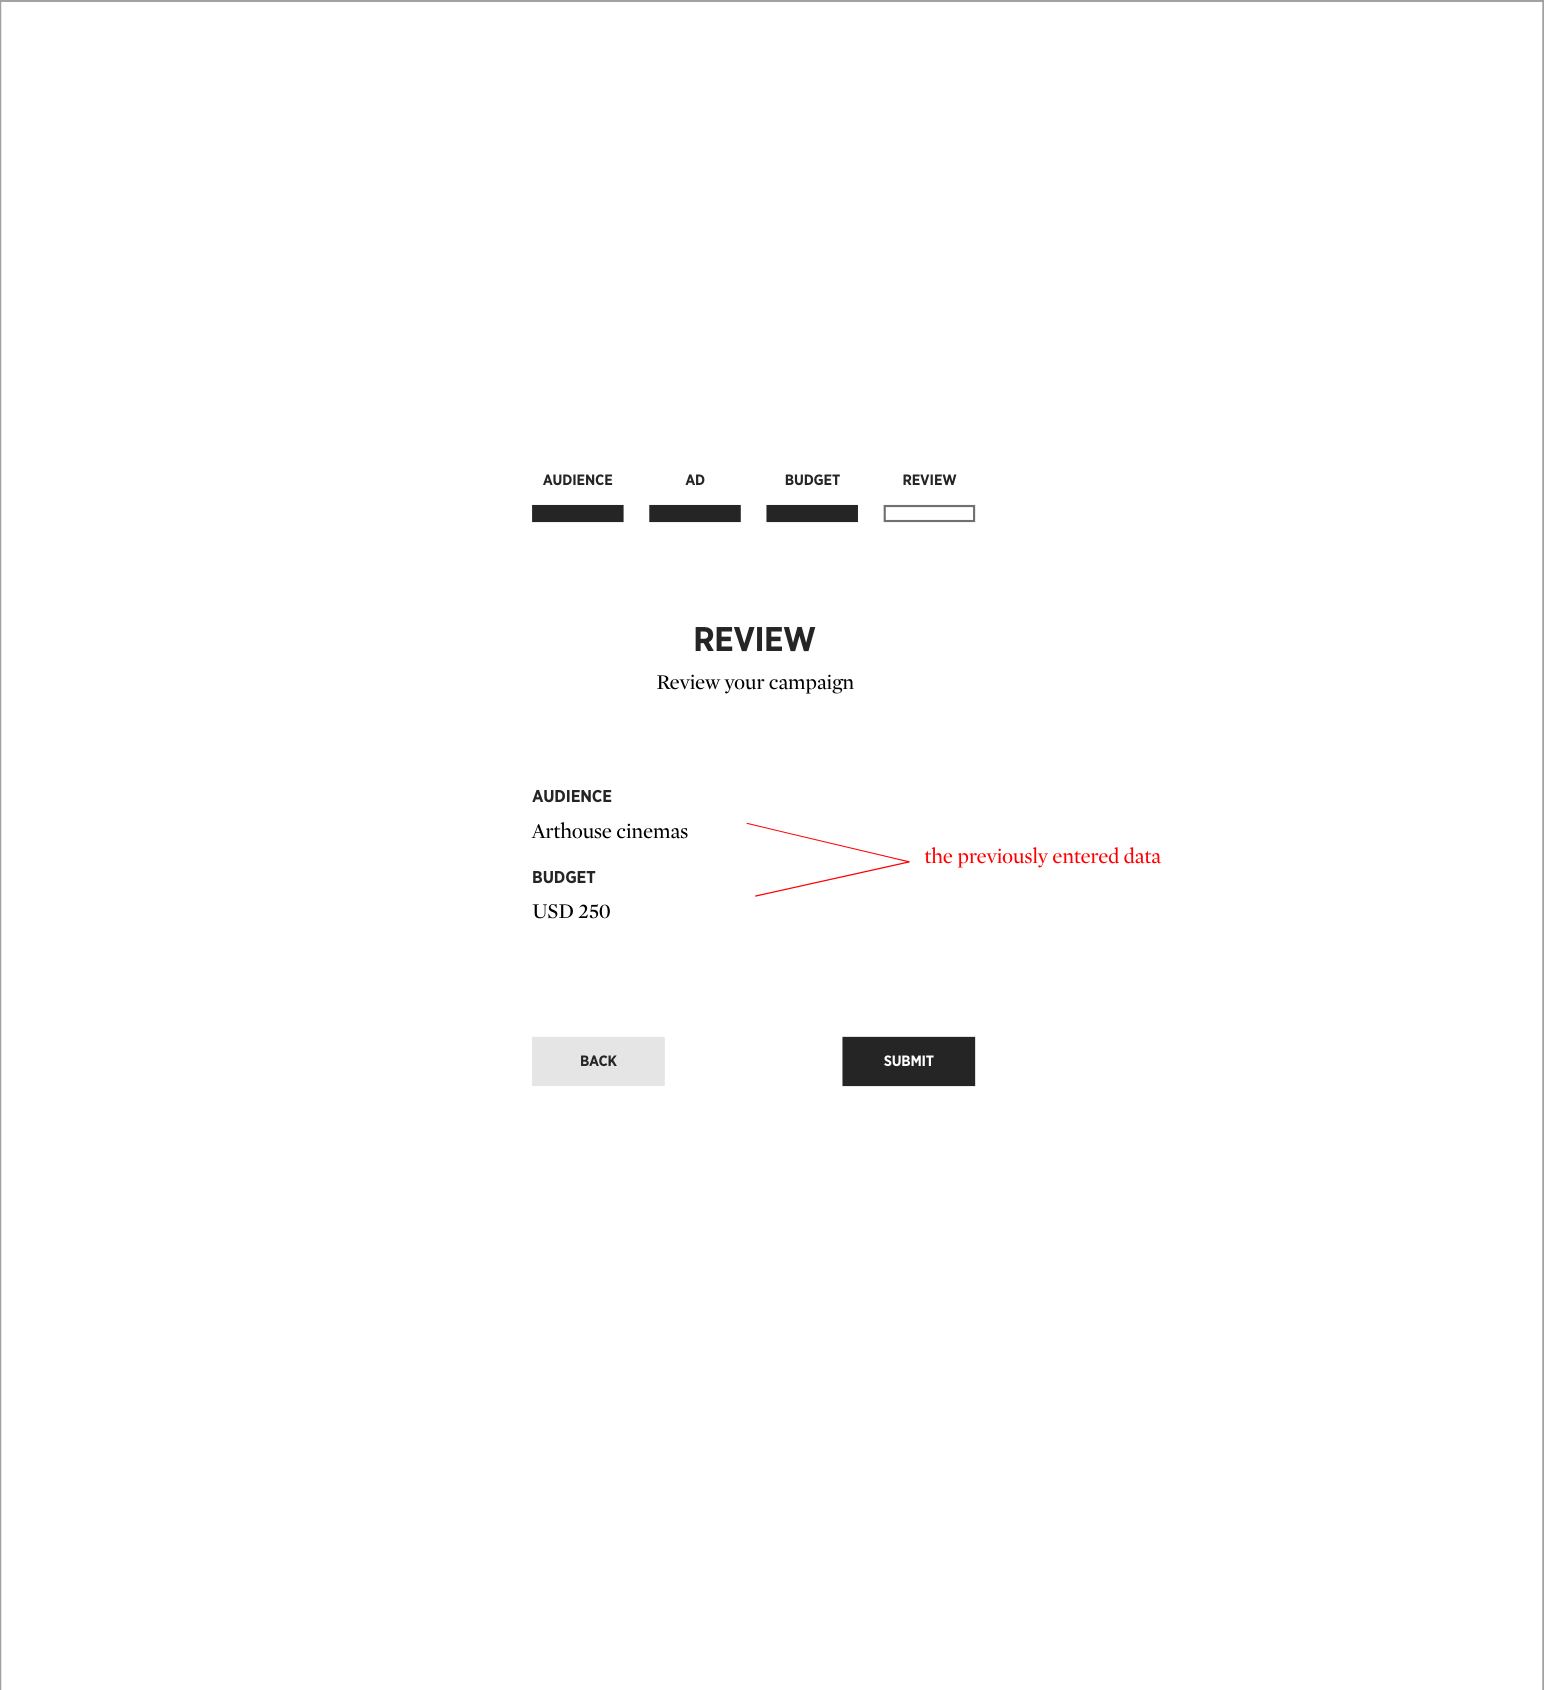 AUDIENCE AD BUDGET REVIEW
REVIEW
Review your campaign
AUDIENCE
Arthouse cinemas
the previously entered data
BUDGET
USD 250
BACK SUBMIT